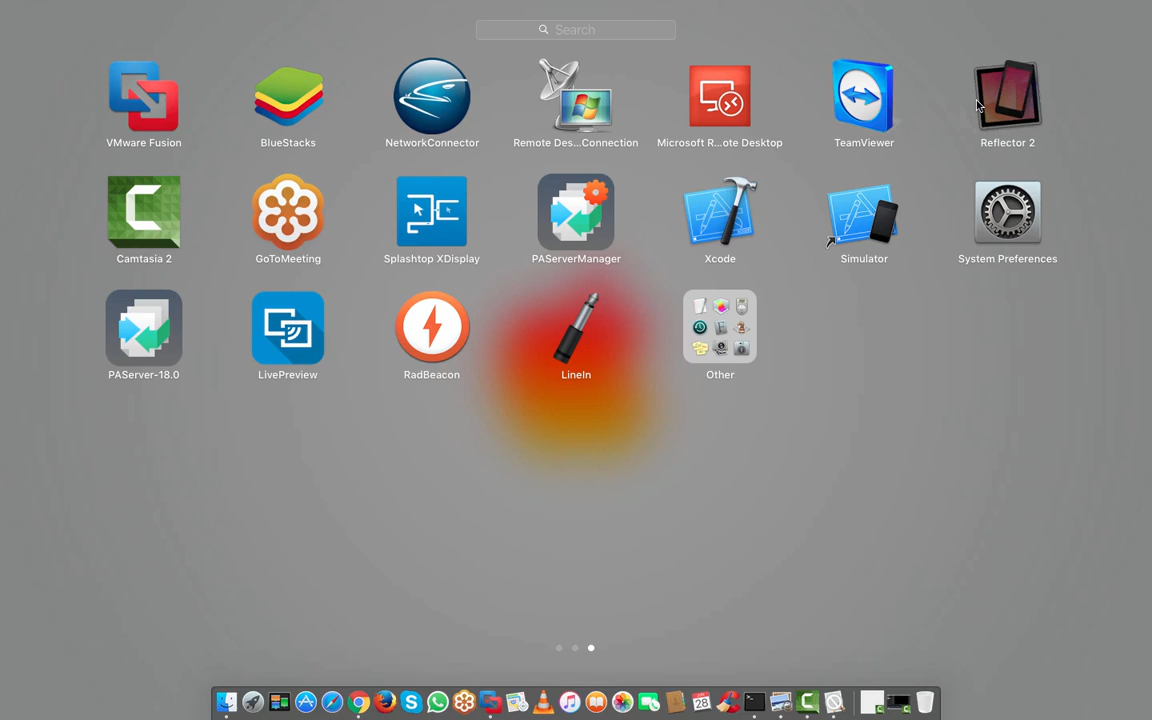 Search
VMware Fusion
BlueStacks
NetworkConnector
Remote Des...Connection
Microsoft R...ote Desktop
TeamViewer
Reflector 2
Camtasia 2
GoToMeeting
Splashtop XDisplay
PAServerManager
Xcode
Simulator
System Preferences
PAServer-18.0
LivePreview
RadBeacon
LineIn
Other
28